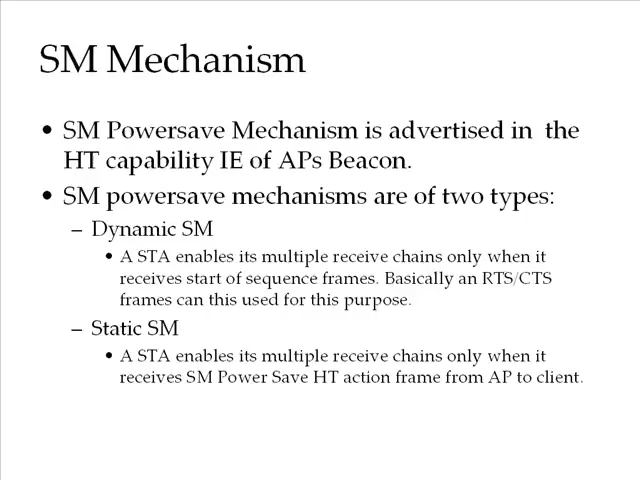 SM Mechanism
• SM Powersave Mechanism is advertised in  the
HT capability IE of APs Beacon.
• SM powersave mechanisms are of two types:
– Dynamic SM
• A STA enables its multiple receive chains only when it
receives start of sequence frames. Basically an RTS/CTS
frames can this used for this purpose.
– Static SM
• A STA enables its multiple receive chains only when it
receives SM Power Save HT action frame from AP to client.